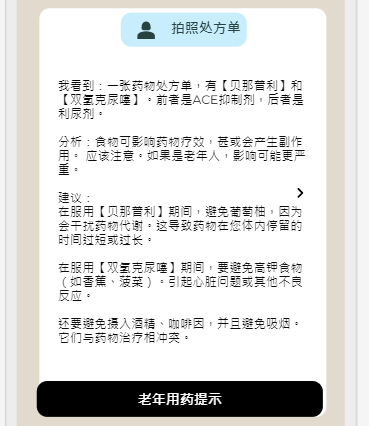 拍照处方单
我看到：一张药物处方单，有【贝那普利】和
【双氢克尿噻】。前者是ACE抑制剂，后者是
利尿剂。
分析：食物可影响药物疗效，甚或会产生副作
用。 应该注意。如果是老年人，影响可能更严
重。
建议：
在服用【贝那普利】期间，避免葡萄柚，因为
会干扰药物代谢。这导致药物在您体内停留的
时间过短或过长。
在服用【双氢克尿噻】期间，要避免高钾食物
（如香蕉、菠菜）。引起心脏问题或其他不良
反应。
还要避免摄入酒精、咖啡因，并且避免吸烟。
它们与药物治疗相冲突。
老年用药提示